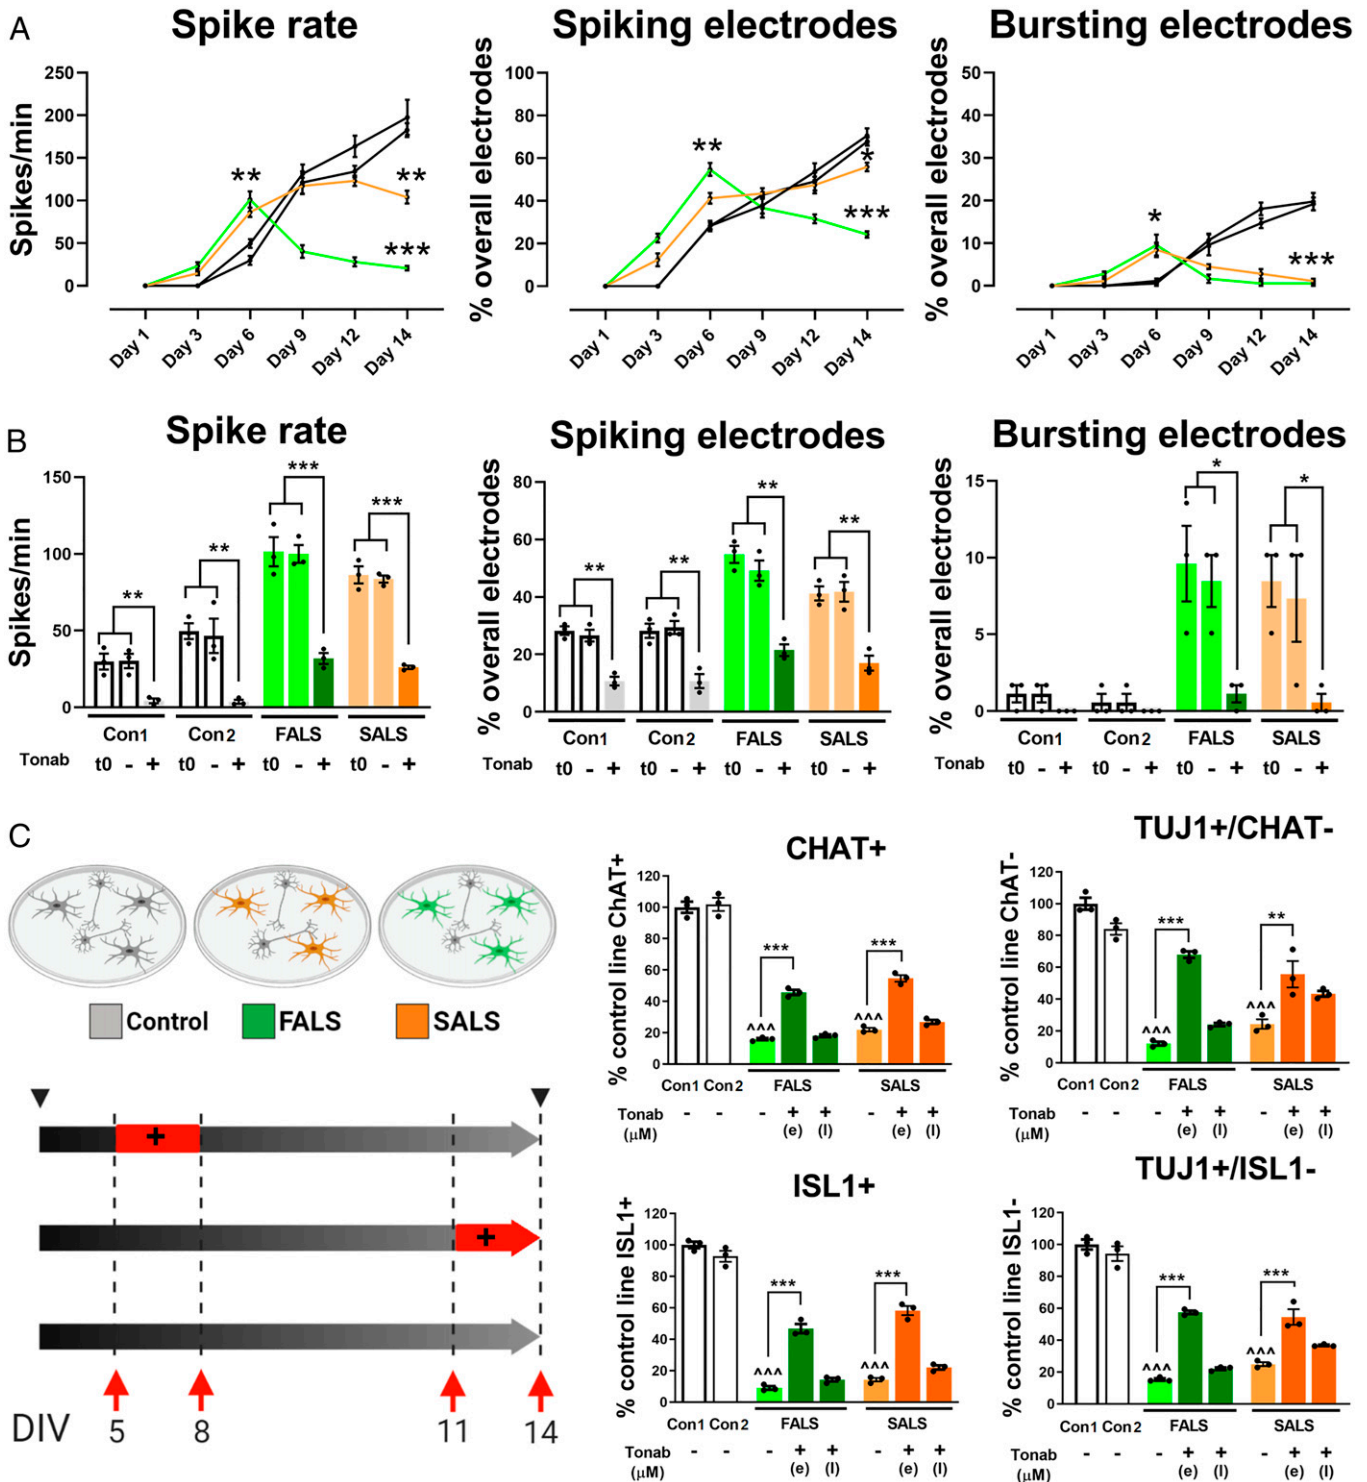 A
Spike rate
Spiking electrodes
Bursting electrodes
Spikes/min
250
200
150
100
50
0
** ** ***
Day 1 Day 3 Day 6 Day 9 Day 12 Day 14
% overall electrodes
100
80
60
40
20
0
** * ***
Day 1 Day 3 Day 6 Day 9 Day 12 Day 14
% overall electrodes
50
40
30
20
10
0
* ***
Day 1 Day 3 Day 6 Day 9 Day 12 Day 14
B
Spike rate
Spiking electrodes
Bursting electrodes
Spikes/min
150
100
50
0
** ** *** ***
Con1 Con2 FALS SALS
Tonab t0 - + t0 - + t0 - + t0 - +
% overall electrodes
80
60
40
20
0
** ** ** **
Con1 Con2 FALS SALS
Tonab t0 - + t0 - + t0 - + t0 - +
% overall electrodes
15
10
5
0
* *
Con1 Con2 FALS SALS
Tonab t0 - + t0 - + t0 - + t0 - +
C
Control FALS SALS
+
+
DIV 5 8 11 14
CHAT+
% control line ChAT+
120
100
80
60
40
20
0
^^^ *** ^^^ ***
Con1 Con2 FALS SALS
Tonab - - - + + - + +
(μM) (e) (l) (e) (l)
TUJ1+/CHAT-
% control line ChAT-
120
100
80
60
40
20
0
^^^ *** ^^^ **
Con1 Con2 FALS SALS
Tonab - - - + + - + +
(μM) (e) (l) (e) (l)
ISL1+
% control line ISL1+
120
100
80
60
40
20
0
^^^ *** ^^^ ***
Con1 Con2 FALS SALS
Tonab - - - + + - + +
(μM) (e) (l) (e) (l)
TUJ1+/ISL1-
% control line ISL1-
120
100
80
60
40
20
0
^^^ *** ^^^ ***
Con1 Con2 FALS SALS
Tonab - - - + + - + +
(μM) (e) (l) (e) (l)